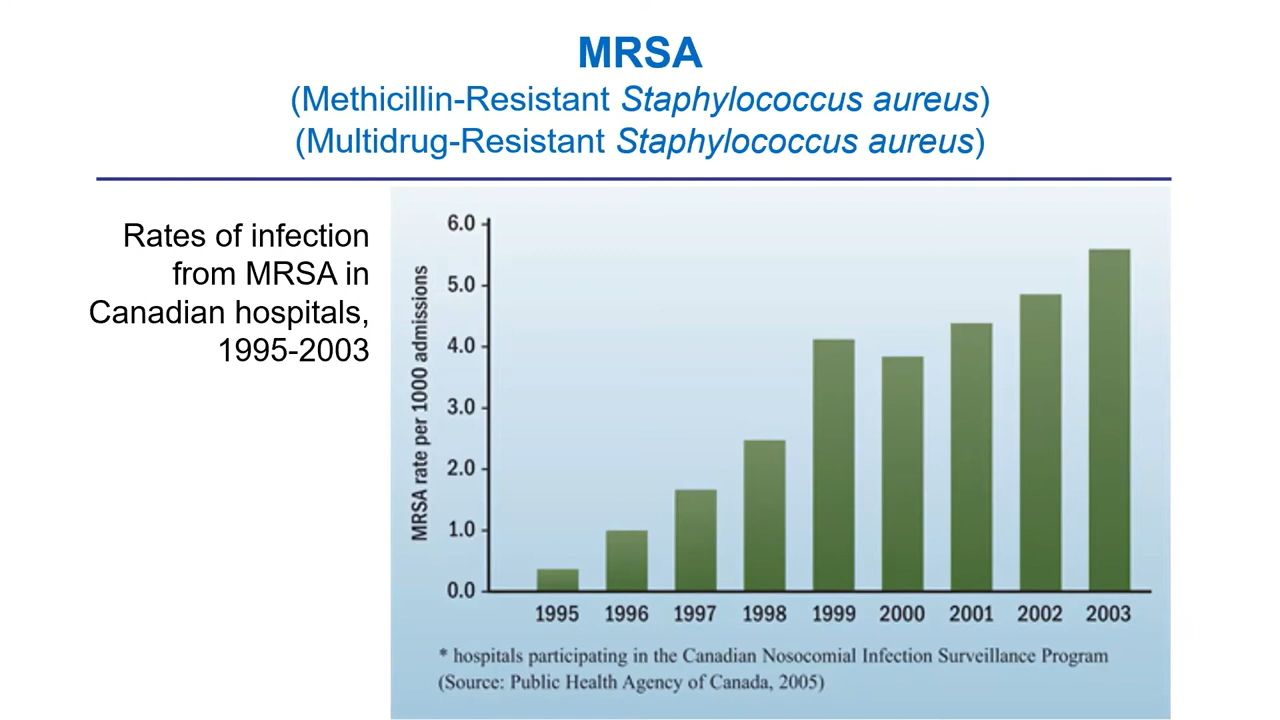 MRSA
(Methicillin-Resistant Staphylococcus aureus)
(Multidrug-Resistant Staphylococcus aureus)
Rates of infection
from MRSA in
Canadian hospitals,
1995-2003
MRSA rate per 1000 admissions
6.0
5.0
4.0
3.0
2.0
1.0
0.0
1995 1996 1997 1998 1999 2000 2001 2002 2003
* hospitals participating in the Canadian Nosocomial Infection Surveillance Program
(Source: Public Health Agency of Canada, 2005)